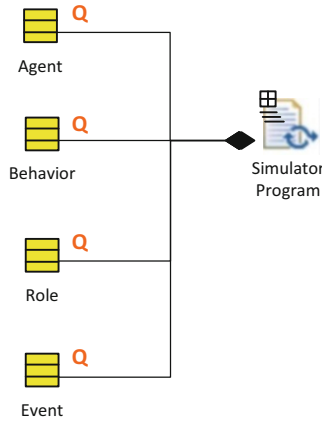 Q
Agent
Q
Behavior
Simulator
Program
Q
Role
Q
Event